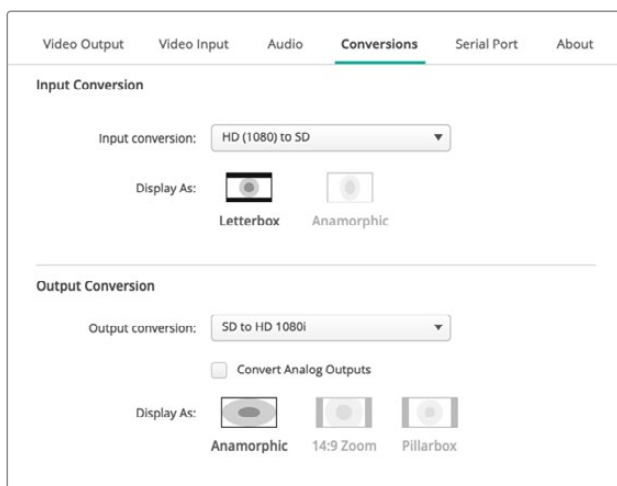 Video Output Video Input Audio Conversions Serial Port About
Input Conversion
Input conversion: HD (1080) to SD
Display As:
Letterbox Anamorphic
Output Conversion
Output conversion: SD to HD 1080i
Convert Analog Outputs
Display As:
Anamorphic 14:9 Zoom Pillarbox